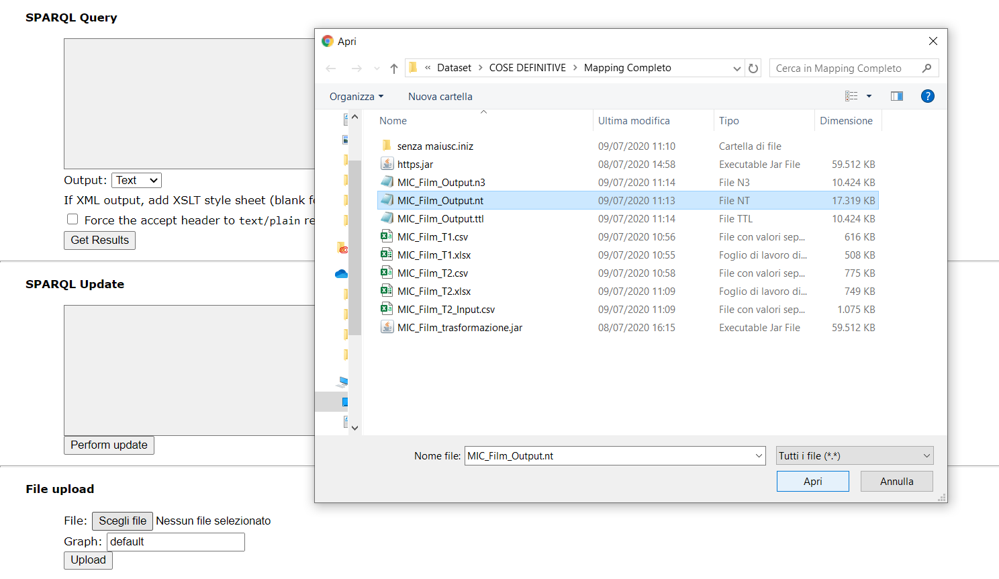 SPARQL Query
Output: Text
If XML output, add XSLT style sheet (blank
Force the accept header to text/plain
Get Results
SPARQL Update
Perform update
File upload
File: Scegli file Nessun file selezionato
Graph: default
Upload
Apri
« Dataset > COSE DEFINITIVE > Mapping Completo
Cerca in Mapping Completo
Organizza Nuova cartella
?
Nome Ultima modifica Tipo Dimensione
senza maiusc.iniz 09/07/2020 11:10 Cartella di file
https.jar 08/07/2020 14:58 Executable Jar File 59.512 KB
MIC_Film_Output.n3 09/07/2020 11:14 File N3 10.424 KB
MIC_Film_Output.nt 09/07/2020 11:13 File NT 17.319 KB
MIC_Film_Output.ttl 09/07/2020 11:14 File TTL 10.424 KB
MIC_Film_T1.csv 09/07/2020 10:56 File con valori sep... 616 KB
MIC_Film_T1.xlsx 09/07/2020 10:55 Foglio di lavoro di... 508 KB
MIC_Film_T2.csv 09/07/2020 10:58 File con valori sep... 775 KB
MIC_Film_T2.xlsx 09/07/2020 11:09 Foglio di lavoro di... 749 KB
MIC_Film_T2_Input.csv 09/07/2020 11:09 File con valori sep... 1.075 KB
MIC_Film_trasformazione.jar 08/07/2020 16:15 Executable Jar File 59.512 KB
Nome file: MIC_Film_Output.nt Tutti i file (*.*)
Apri Annulla